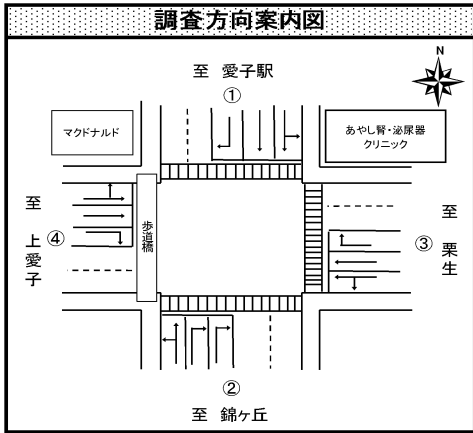 調査方向案内図
至 愛子駅
①
N
マクドナルド
あやし腎・泌尿器
クリニック
至 上愛子
④
歩道橋
③
至 栗生
②
至 錦ヶ丘